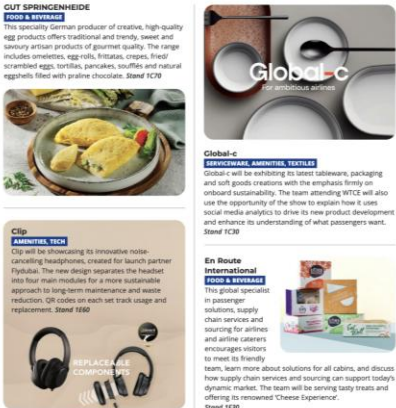 GUT SPRINGENHEIDE
FOOD & BEVERAGE
This speciality German producer of creative, high-quality
egg products offers traditional and trendy, sweet and
savoury artisan products of gourmet quality. The range
includes omelettes, egg-rolls, frittatas, crepes, fried/
scrambled eggs, tortillas, pancakes, soufflés and natural
eggshells filled with praline chocolate. Stand 1C70
Clip
AMENITIES, TECH
Clip will be showcasing its innovative noise-
cancelling headphones, created for launch partner
Flydubai. The new design separates the headset
into four main modules for a more sustainable
approach to long-term maintenance and waste
reduction. QR codes on each set track usage and
replacement. Stand 1E60
REPLACEABLE
COMPONENTS
Global-c
For ambitious airlines
Global-c
SERVICEWARE, AMENITIES, TEXTILES
Global-c will be exhibiting its latest tableware, packaging
and soft goods creations with the emphasis firmly on
onboard sustainability. The team attending WTCE will also
use the opportunity of the show to explain how it uses
social media analytics to drive its new product development
and enhance its understanding of what passengers want.
Stand 1C30
En Route
International
FOOD & BEVERAGE
This global specialist
in passenger
solutions, supply
chain services and
sourcing for airlines
and airline caterers
encourages visitors
to meet its friendly
team, learn more about solutions for all cabins, and discuss
how supply chain services and sourcing can support today's
dynamic market. The team will be serving tasty treats and
offering its renowned 'Cheese Experience'.